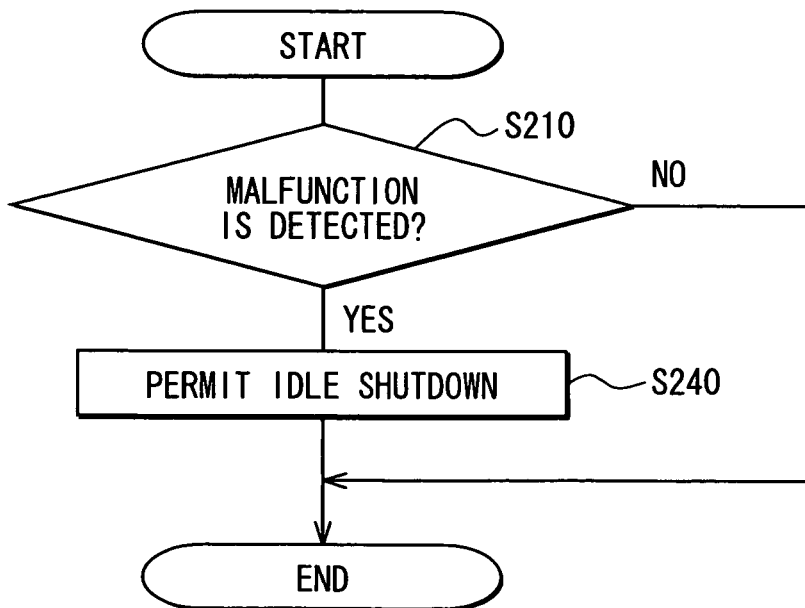 START
S210
MALFUNCTION
IS DETECTED?
NO
YES
PERMIT IDLE SHUTDOWN
S240
END